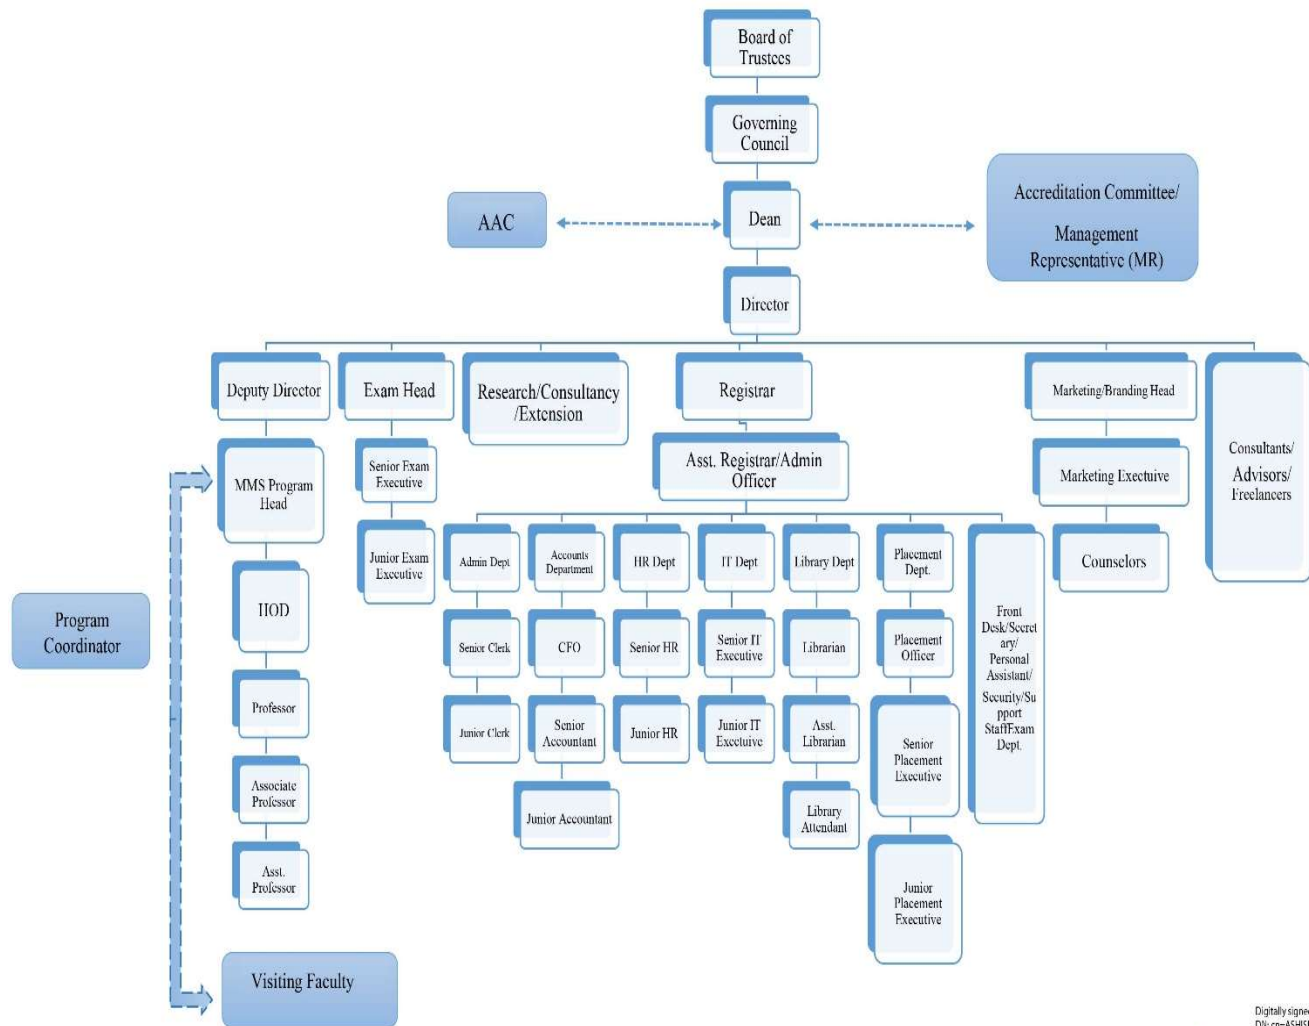 Board of
Trustees
Governing
Council
AAC
Dean
Accreditation Committee/
Management
Representative (MR)
Director
Deputy Director
Exam Head
Research/Consultancy
/Extension
Registrar
Marketing/Branding Head
Consultants/
Advisors/
Freelancers
MMS Program
Head
Senior Exam
Executive
Asst. Registrar/Admin
Officer
Marketing Exectuive
Junior Exam
Executive
Admin Dept
Accounts
Department
HR Dept
IT Dept
Library Dept
Placement
Dept.
Counselors
Program
Coordinator
HOD
Senior Clerk
CFO
Senior HR
Senior IT
Executive
Librarian
Placement
Officer
Front
Desk/Secret
ary/
Personal
Assistant/
Security/Su
pport
StaffExam
Dept.
Professor
Junior Clerk
Senior
Accountant
Junior HR
Junior IT
Exectuive
Asst.
Librarian
Senior
Placement
Executive
Associate
Professor
Junior Accountant
Library
Attendant
Asst.
Professor
Junior
Placement
Executive
Visiting Faculty
Digitally signe